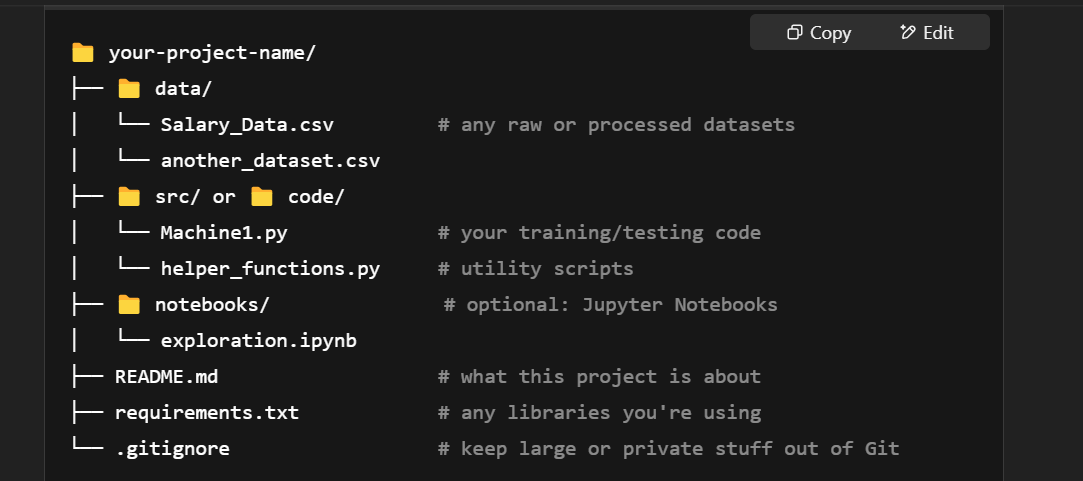 Copy Edit
📁 your-project-name/
├── 📁 data/
│   └── Salary_Data.csv         # any raw or processed datasets
│   └── another_dataset.csv
├── 📁 src/ or 📁 code/
│   └── Machine1.py             # your training/testing code
│   └── helper_functions.py     # utility scripts
├── 📁 notebooks/               # optional: Jupyter Notebooks
│   └── exploration.ipynb
├── README.md                   # what this project is about
├── requirements.txt            # any libraries you're using
└── .gitignore                  # keep large or private stuff out of Git